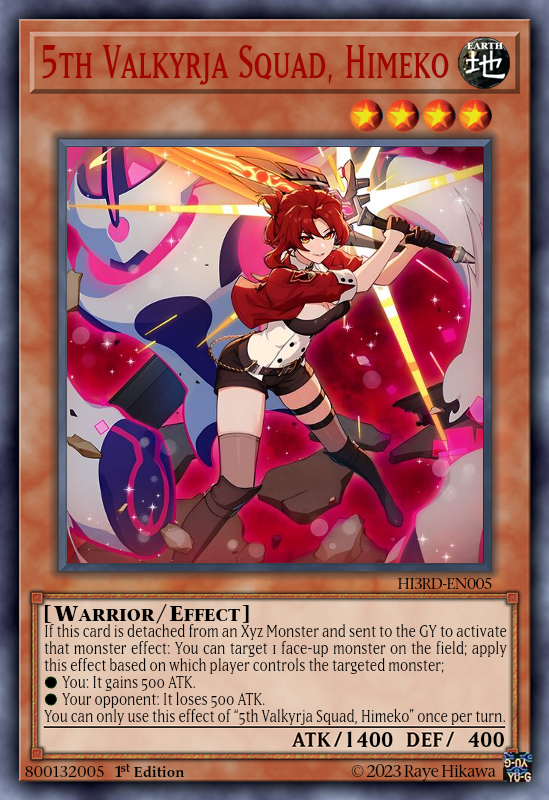 5th Valkyrja Squad, Himeko
EARTH
地
HI3RD-EN005
[Warrior/Effect]
If this card is detached from an Xyz Monster and sent to the GY to activate
that monster effect: You can target 1 face-up monster on the field; apply
this effect based on which player controls the targeted monster;
● You: It gains 500 ATK.
● Your opponent: It loses 500 ATK.
You can only use this effect of “5th Valkyrja Squad, Himeko” once per turn.
ATK/1400 DEF/ 400
800132005 1st Edition ©2023 Raye Hikawa
YU-G
YU-G